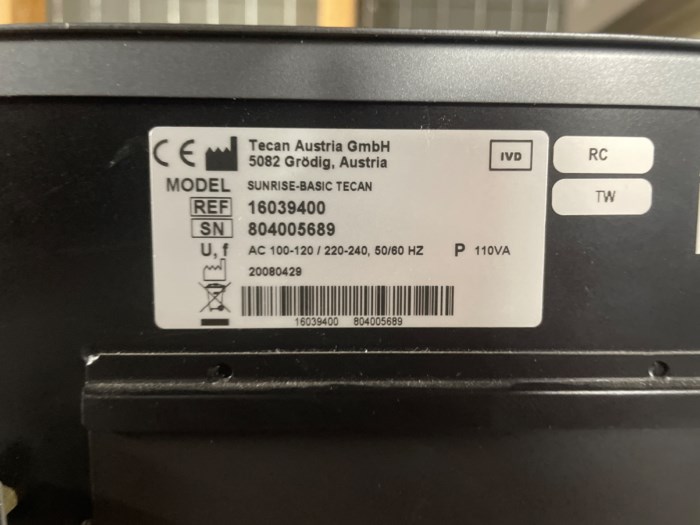 CE Tecan Austria GmbH
5082 Grödig, Austria
IVD
RC
TW
MODEL SUNRISE-BASIC TECAN
REF 16039400
SN 804005689
U, f AC 100-120 / 220-240, 50/60 HZ P 110VA
20080429
16039400 804005689